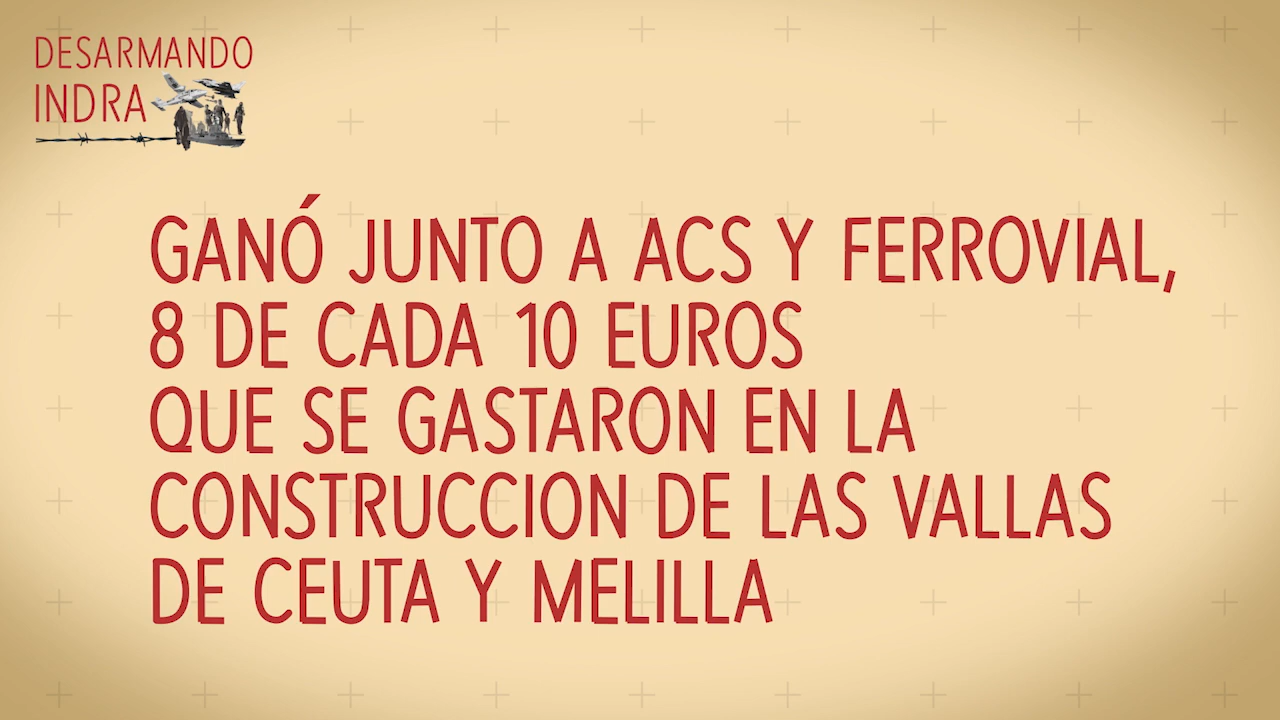 DESARMANDO
INDRA
GANÓ JUNTO A ACS Y FERROVIAL,
8 DE CADA 10 EUROS
QUE SE GASTARON EN LA
CONSTRUCCION DE LAS VALLAS
DE CEUTA Y MELILLA